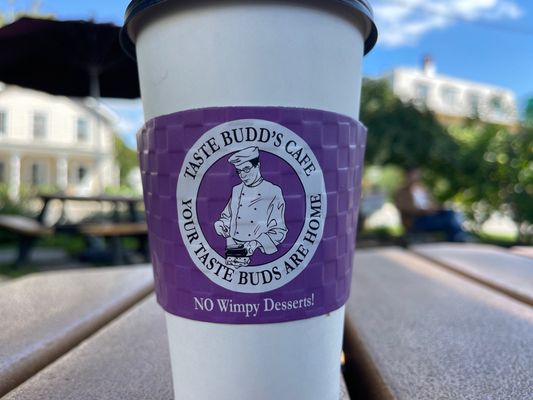 TASTE BUDD'S CAFE
YOUR TASTE BUDS ARE HOME
NO Wimpy Desserts!